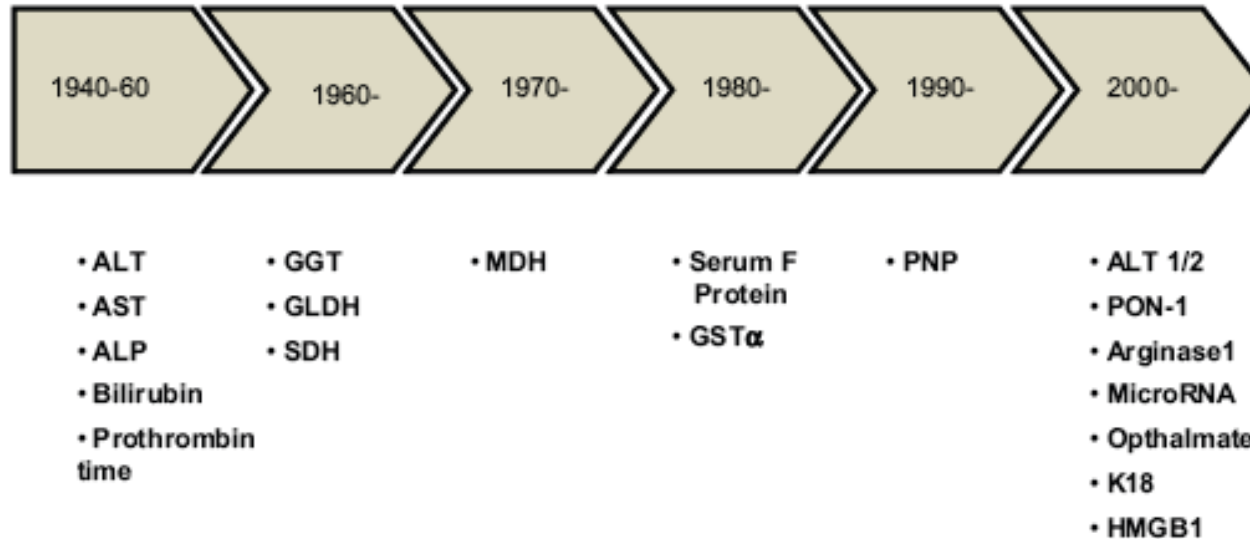 1940-60
1960-
1970-
1980-
1990-
2000-
• ALT
• AST
• ALP
• Bilirubin
• Prothrombin
time
• GGT
• GLDH
• SDH
• MDH
• Serum F
Protein
• GSTα
• PNP
• ALT 1/2
• PON-1
• Arginase1
• MicroRNA
• Opthalmate
• K18
• HMGB1